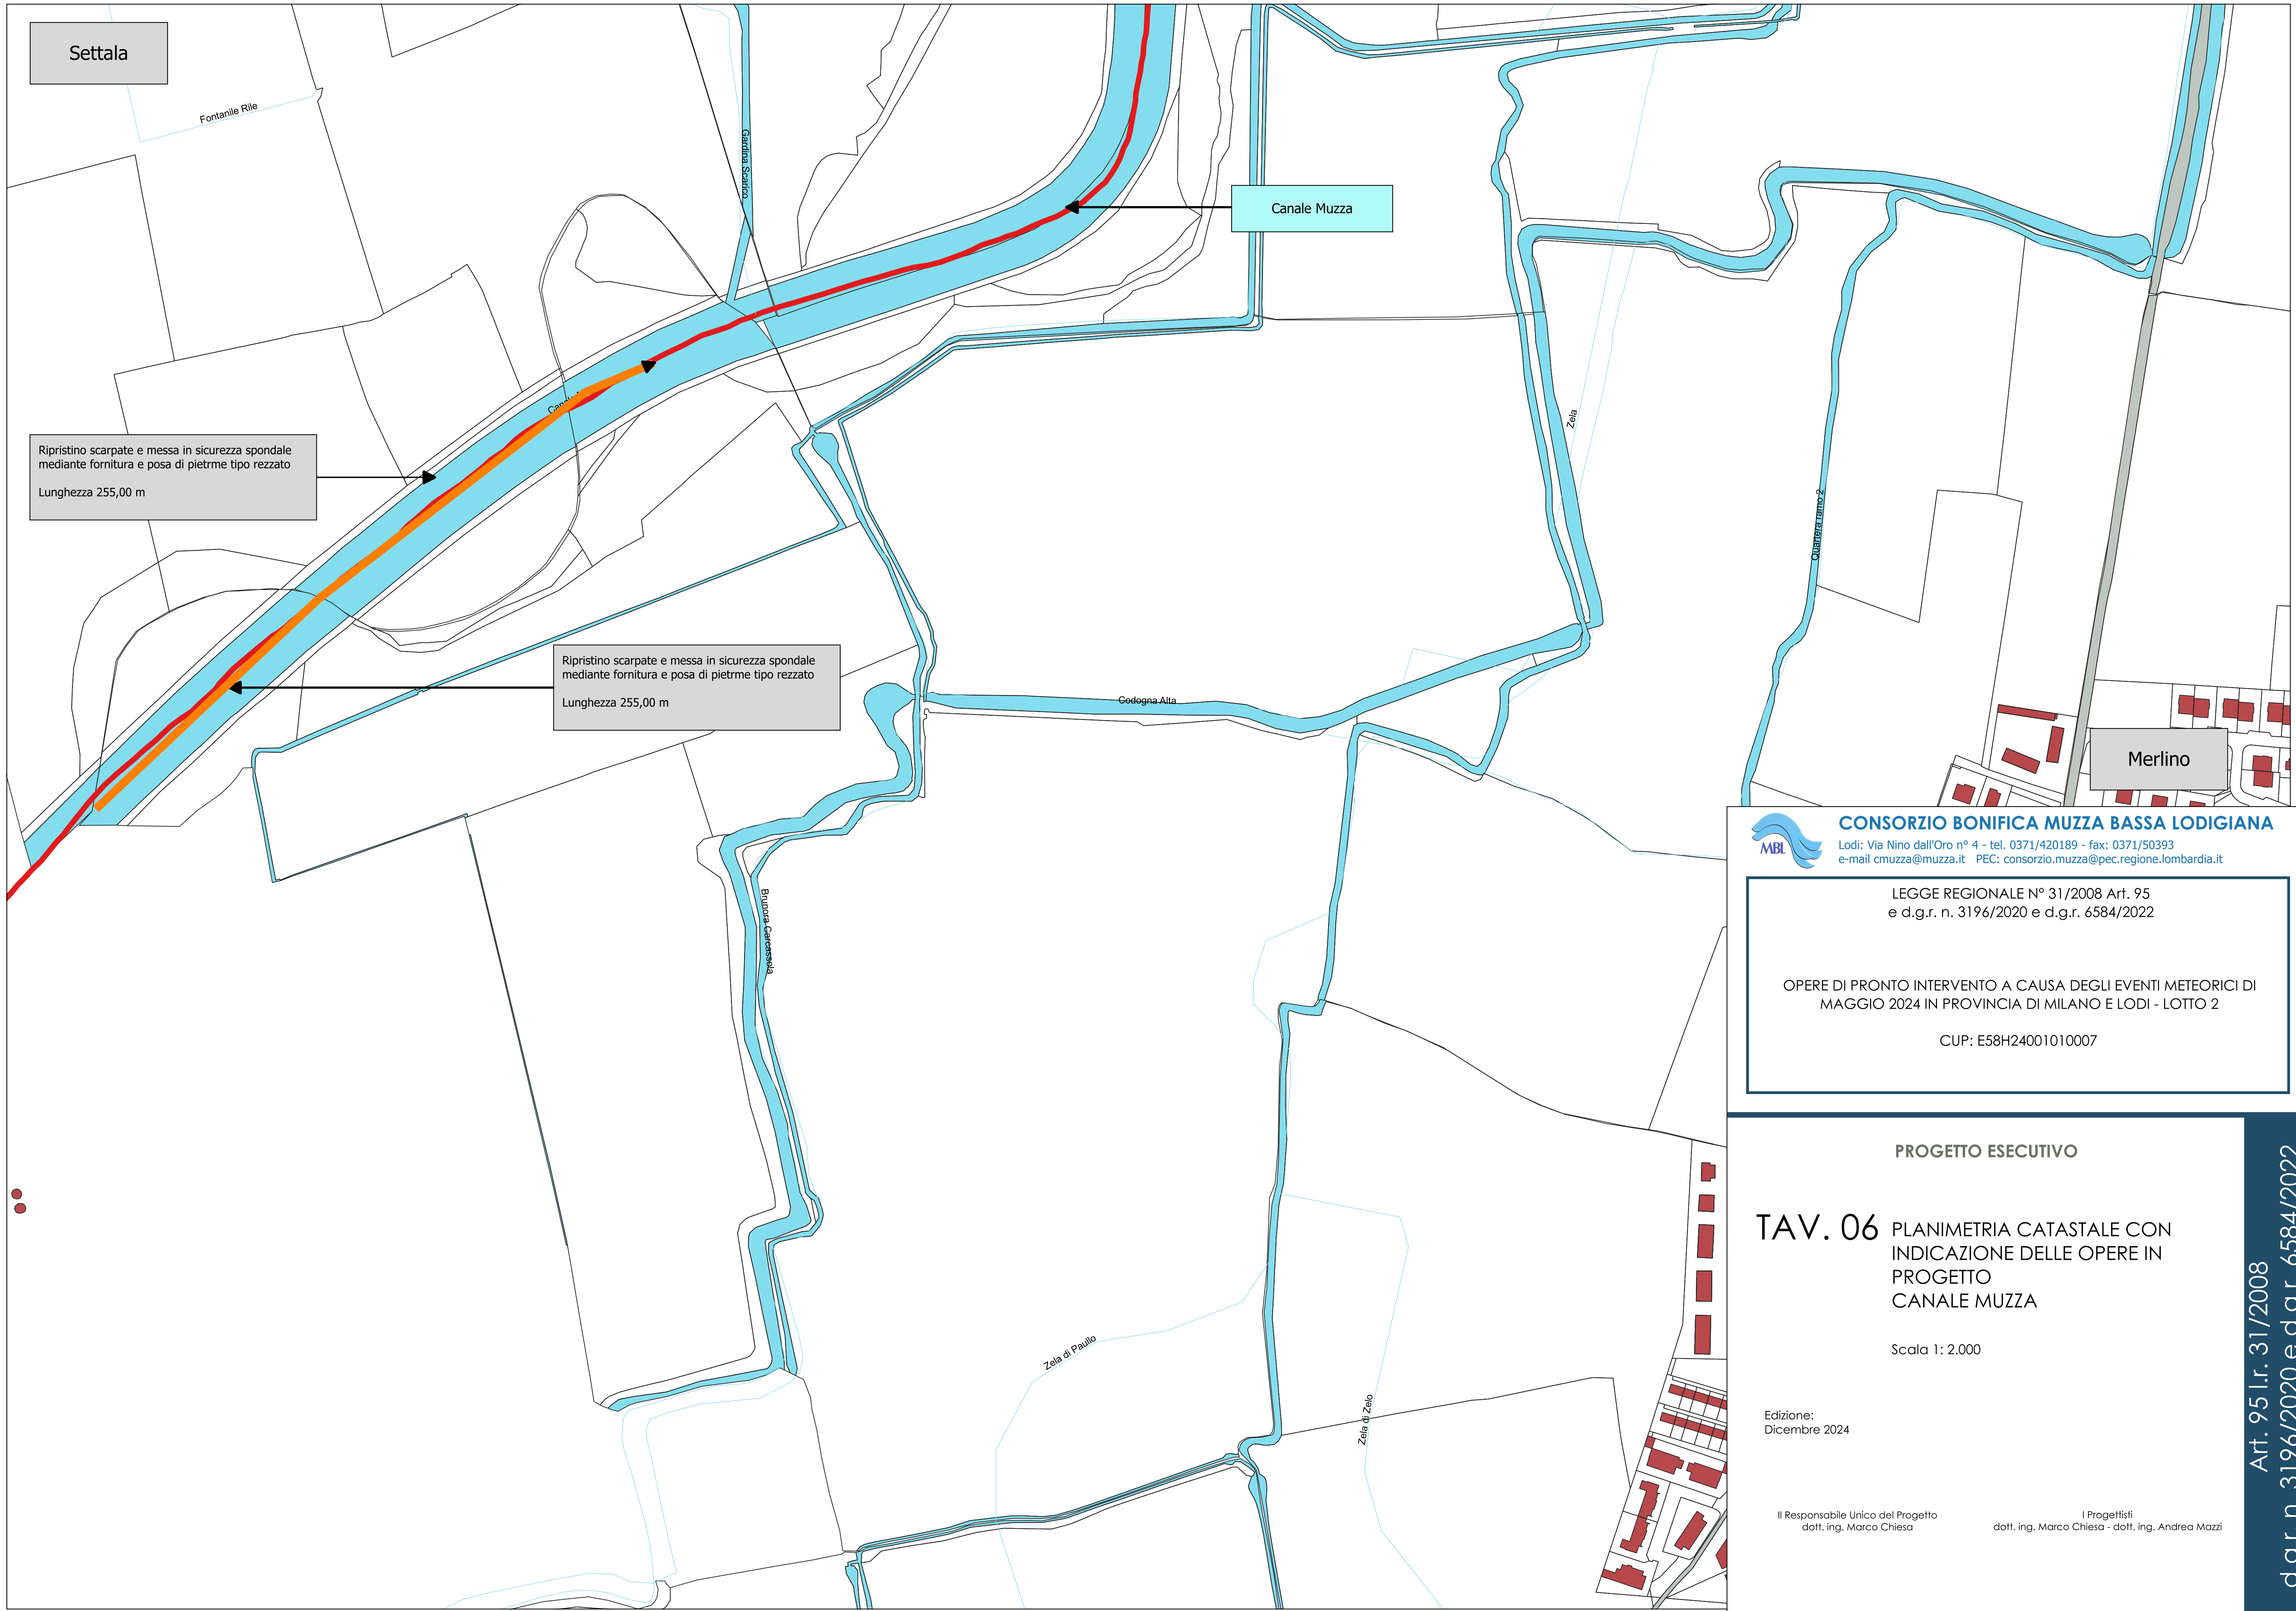 Settala
Fontanile Rile
Gardina Scarico
Canale Muzza
Zela
Ripristino scarpate e messa in sicurezza spondale
mediante fornitura e posa di pietrme tipo rezzato
Lunghezza 255,00 m
Quartera ramo 2
Ripristino scarpate e messa in sicurezza spondale
mediante fornitura e posa di pietrme tipo rezzato
Lunghezza 255,00 m
Codogna Alta
Merlino
Brunora Carcassola
Zela di Paullo
Zela di Zelo
MBL
CONSORZIO BONIFICA MUZZA BASSA LODIGIANA
Lodi: Via Nino dall'Oro n° 4 - tel. 0371/420189 - fax: 0371/50393
e-mail cmuzza@muzza.it PEC: consorzio.muzza@pec.regione.lombardia.it
LEGGE REGIONALE N° 31/2008 Art. 95
e d.g.r. n. 3196/2020 e d.g.r. 6584/2022
OPERE DI PRONTO INTERVENTO A CAUSA DEGLI EVENTI METEORICI DI
MAGGIO 2024 IN PROVINCIA DI MILANO E LODI - LOTTO 2
CUP: E58H24001010007
PROGETTO ESECUTIVO
TAV. 06
PLANIMETRIA CATASTALE CON
INDICAZIONE DELLE OPERE IN
PROGETTO
CANALE MUZZA
Scala 1: 2.000
Edizione:
Dicembre 2024
Il Responsabile Unico del Progetto
dott. ing. Marco Chiesa
I Progettisti
dott. ing. Marco Chiesa - dott. ing. Andrea Mazzi
Art. 95 l.r. 31/2008
d.g.r. n. 3196/2020 e d.g.r. 6584/2022